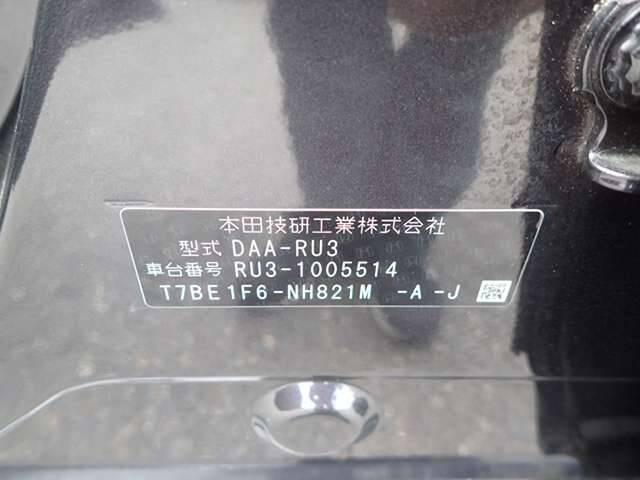 本田技研工業株式会社
型式 DAA-RU3
車台番号 RU3-1005514
T7BE1F6-NH821M -A-J